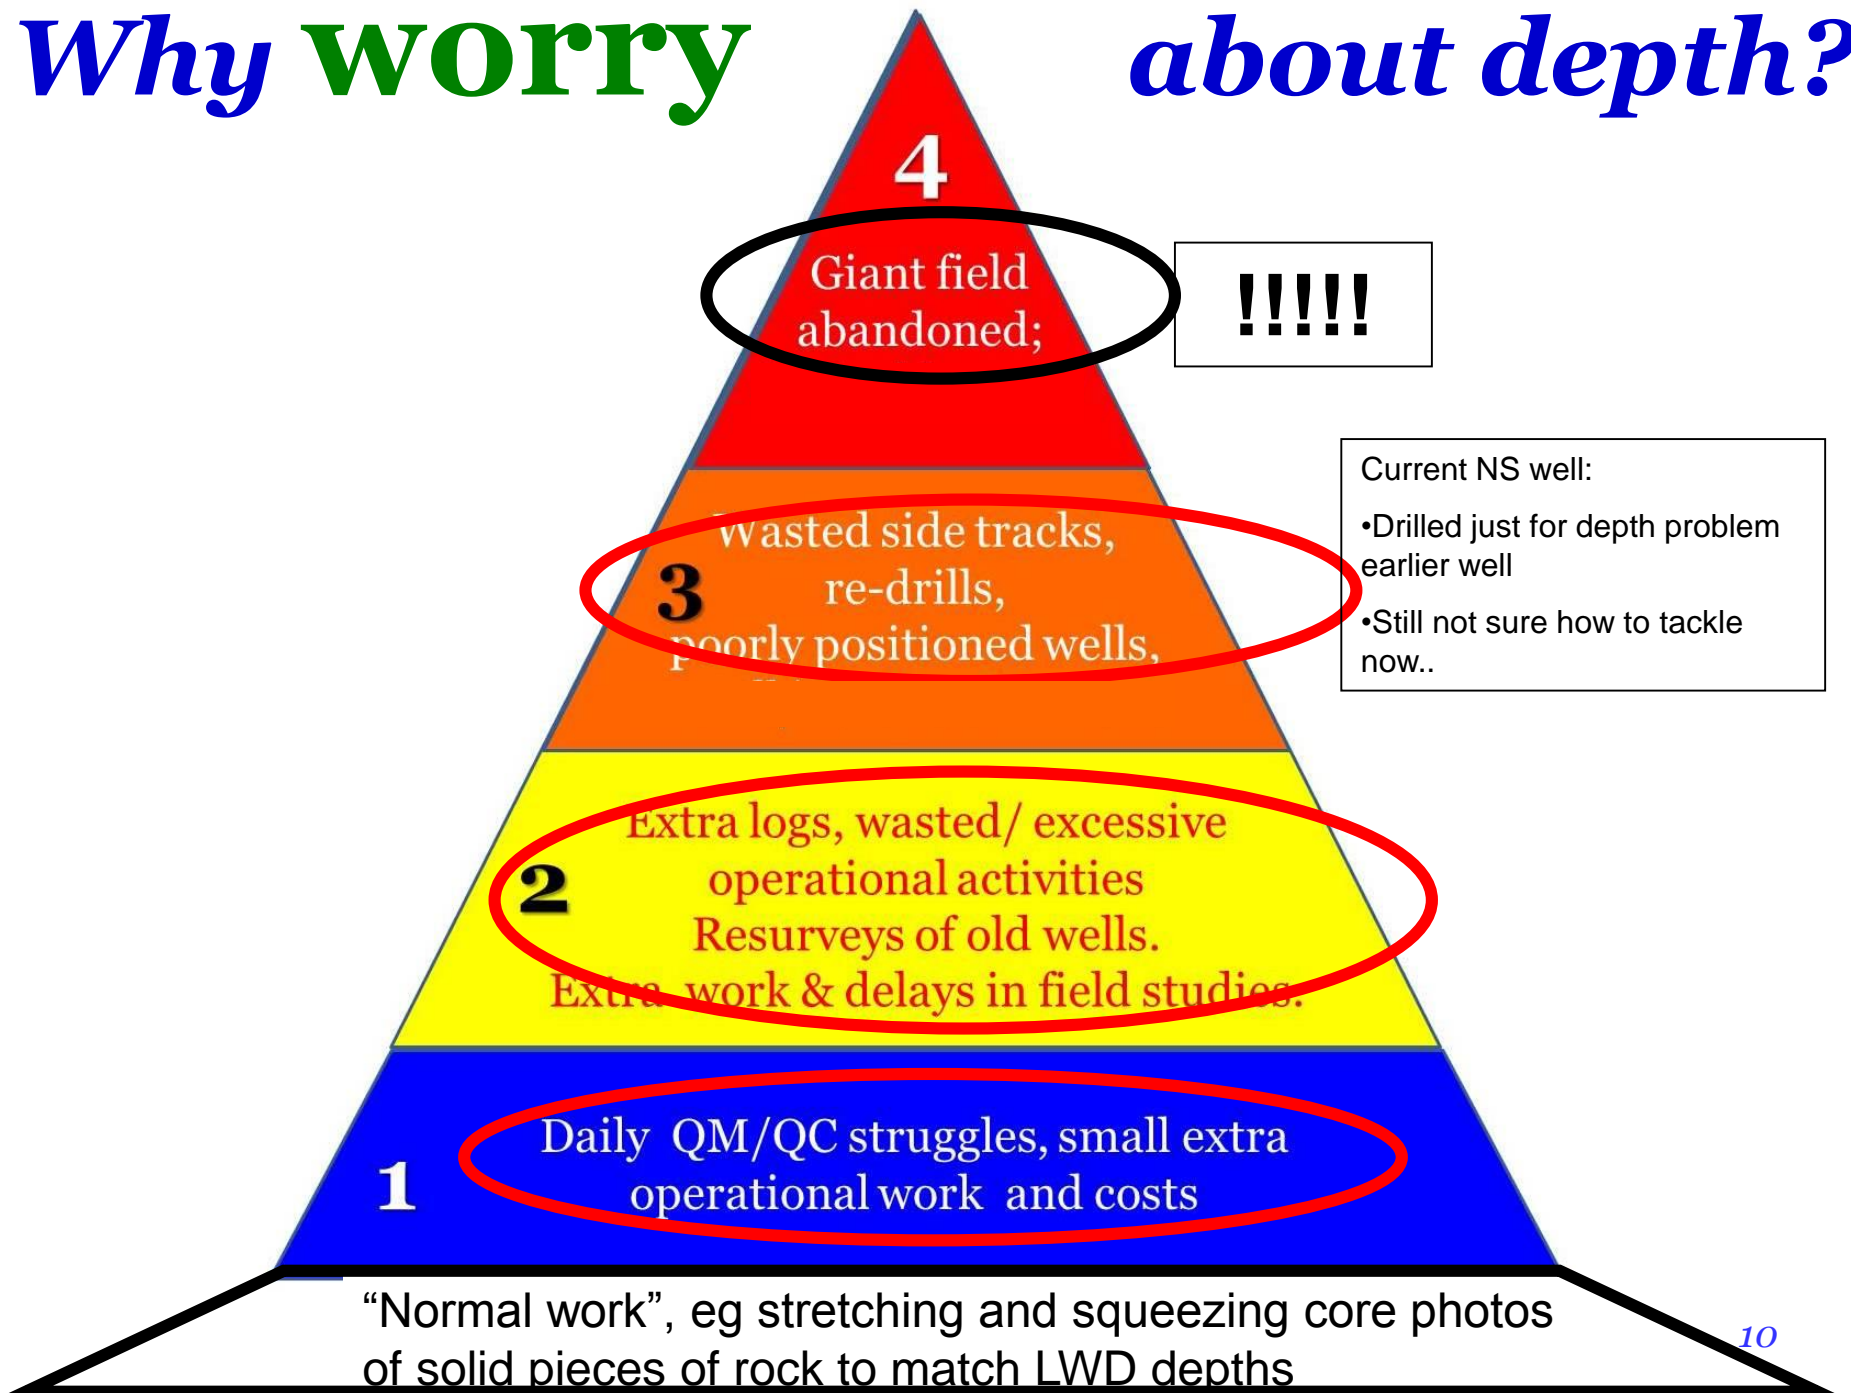 Why worry about depth?
4
Giant field
abandoned;
!!!!!
Current NS well:
•Drilled just for depth problem
earlier well
•Still not sure how to tackle
now..
Wasted side tracks,
3 re-drills,
poorly positioned wells,
Extra logs, wasted/ excessive
2 operational activities
Resurveys of old wells.
Extra work & delays in field studies.
Daily QM/QC struggles, small extra
1 operational work and costs
“Normal work”, eg stretching and squeezing core photos
of solid pieces of rock to match LWD depths
10